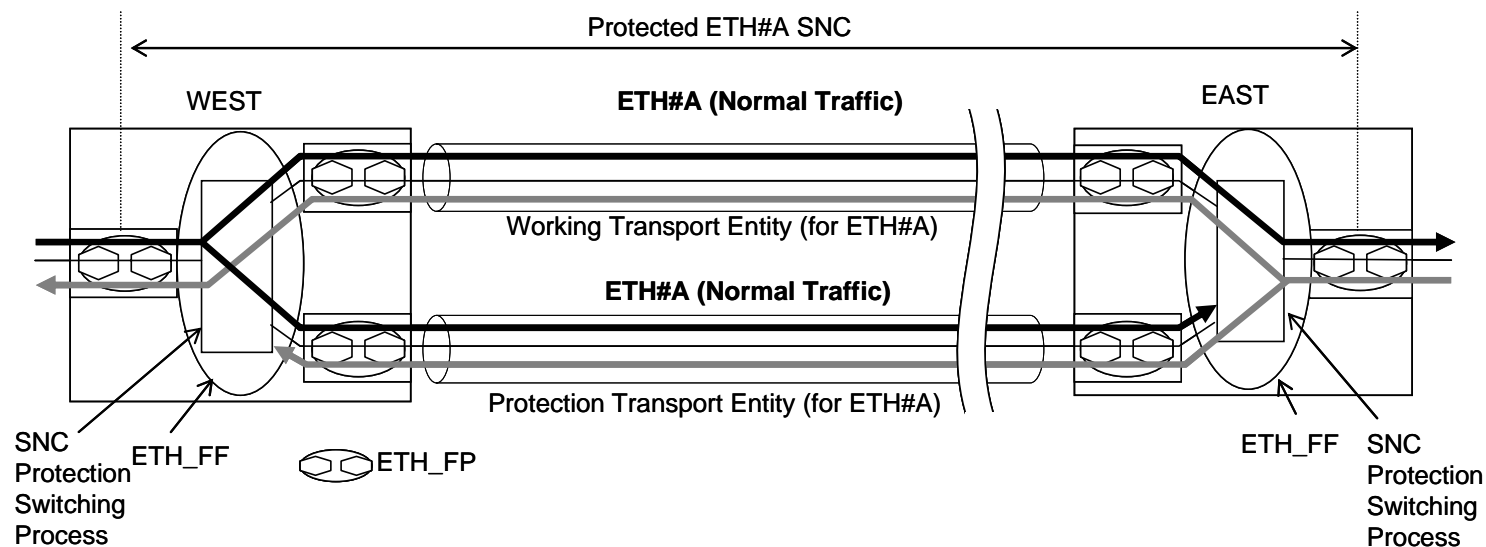 Protected ETH#A SNC
WEST
ETH#A (Normal Traffic)
EAST
Working Transport Entity (for ETH#A)
ETH#A (Normal Traffic)
Protection Transport Entity (for ETH#A)
SNC
Protection
Switching
Process
ETH_FF
ETH_FP
ETH_FF
SNC
Protection
Switching
Process